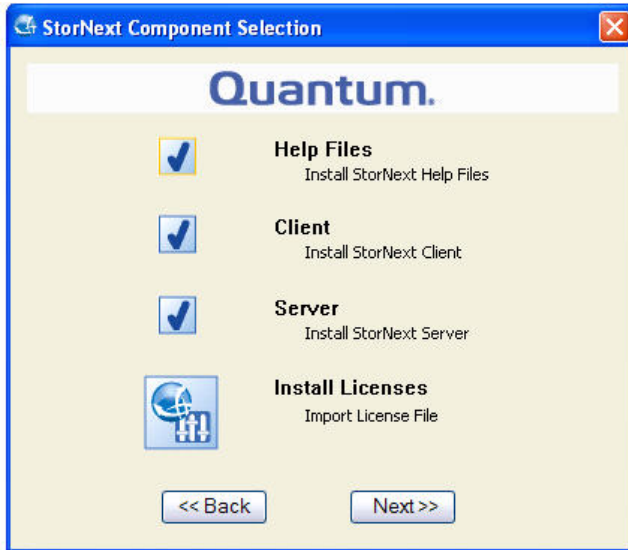 StorNext Component Selection
Quantum.
Help Files
Install StorNext Help Files
Client
Install StorNext Client
Server
Install StorNext Server
Install Licenses
Import License File
<< Back Next >>